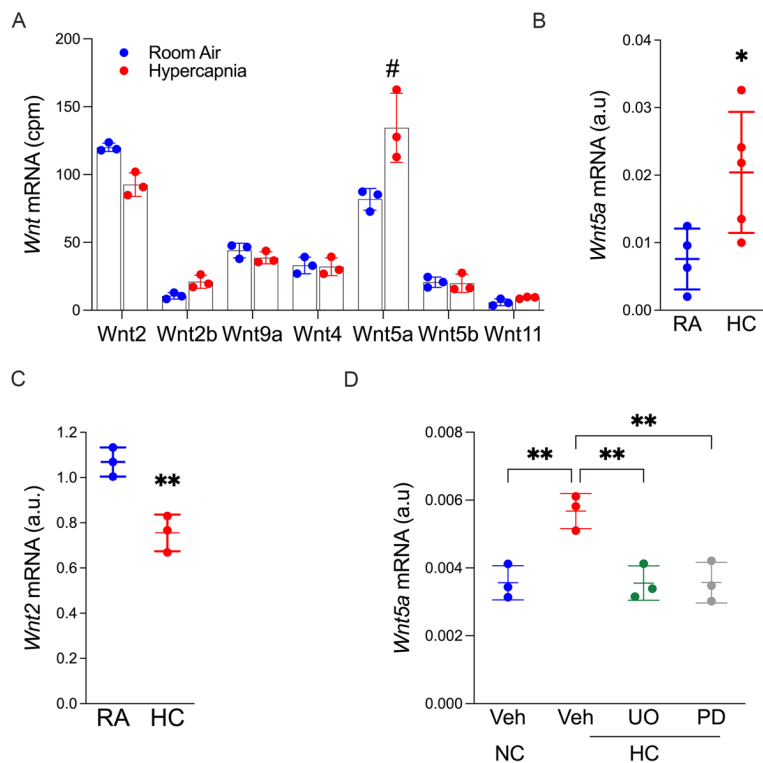 A
Wnt mRNA (cpm)
200
150
100
50
0
Room Air
Hypercapnia
#
Wnt2 Wnt2b Wnt9a Wnt4 Wnt5a Wnt5b Wnt11
B
Wnt5a mRNA (a.u)
0.04
0.03
0.02
0.01
0.00
*
RA HC
C
Wnt2 mRNA (a.u.)
1.2
1.0
0.8
0.6
0.4
0.2
0.0
**
RA HC
D
Wnt5a mRNA (a.u)
0.008
0.006
0.004
0.002
0.000
**
** **
Veh Veh UO PD
NC HC